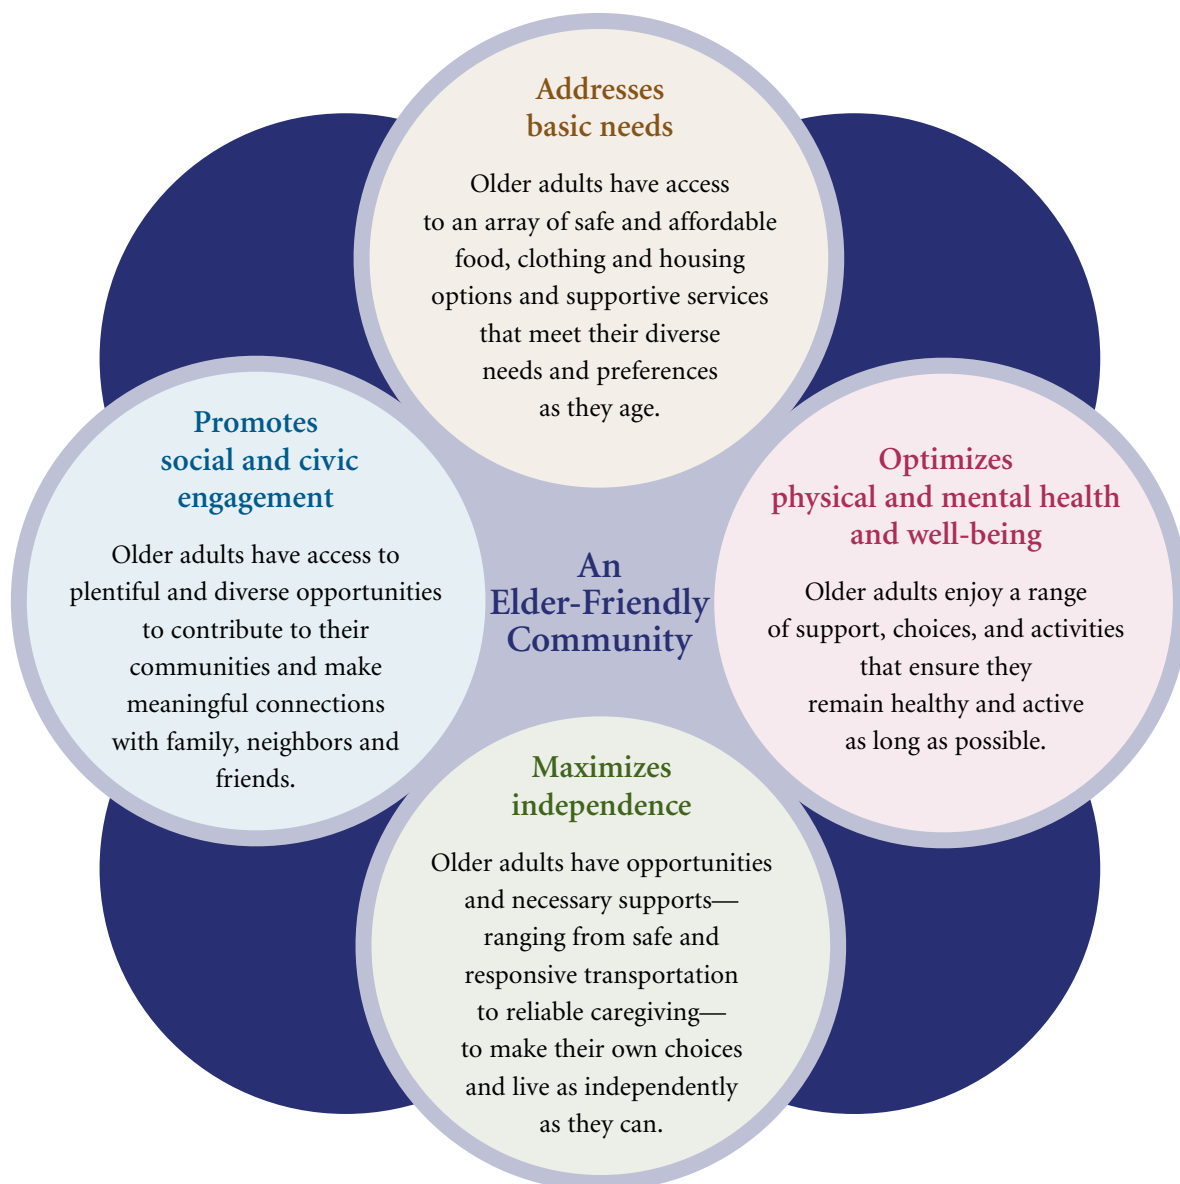 Addresses
basic needs
Older adults have access
to an array of safe and affordable
food, clothing and housing
options and supportive services
that meet their diverse
needs and preferences
as they age.
Promotes
social and civic
engagement
Older adults have access to
plentiful and diverse opportunities
to contribute to their
communities and make
meaningful connections
with family, neighbors and
friends.
An
Elder-Friendly
Community
Optimizes
physical and mental health
and well-being
Older adults enjoy a range
of support, choices, and activities
that ensure they
remain healthy and active
as long as possible.
Maximizes
independence
Older adults have opportunities
and necessary supports—
ranging from safe and
responsive transportation
to reliable caregiving—
to make their own choices
and live as independently
as they can.